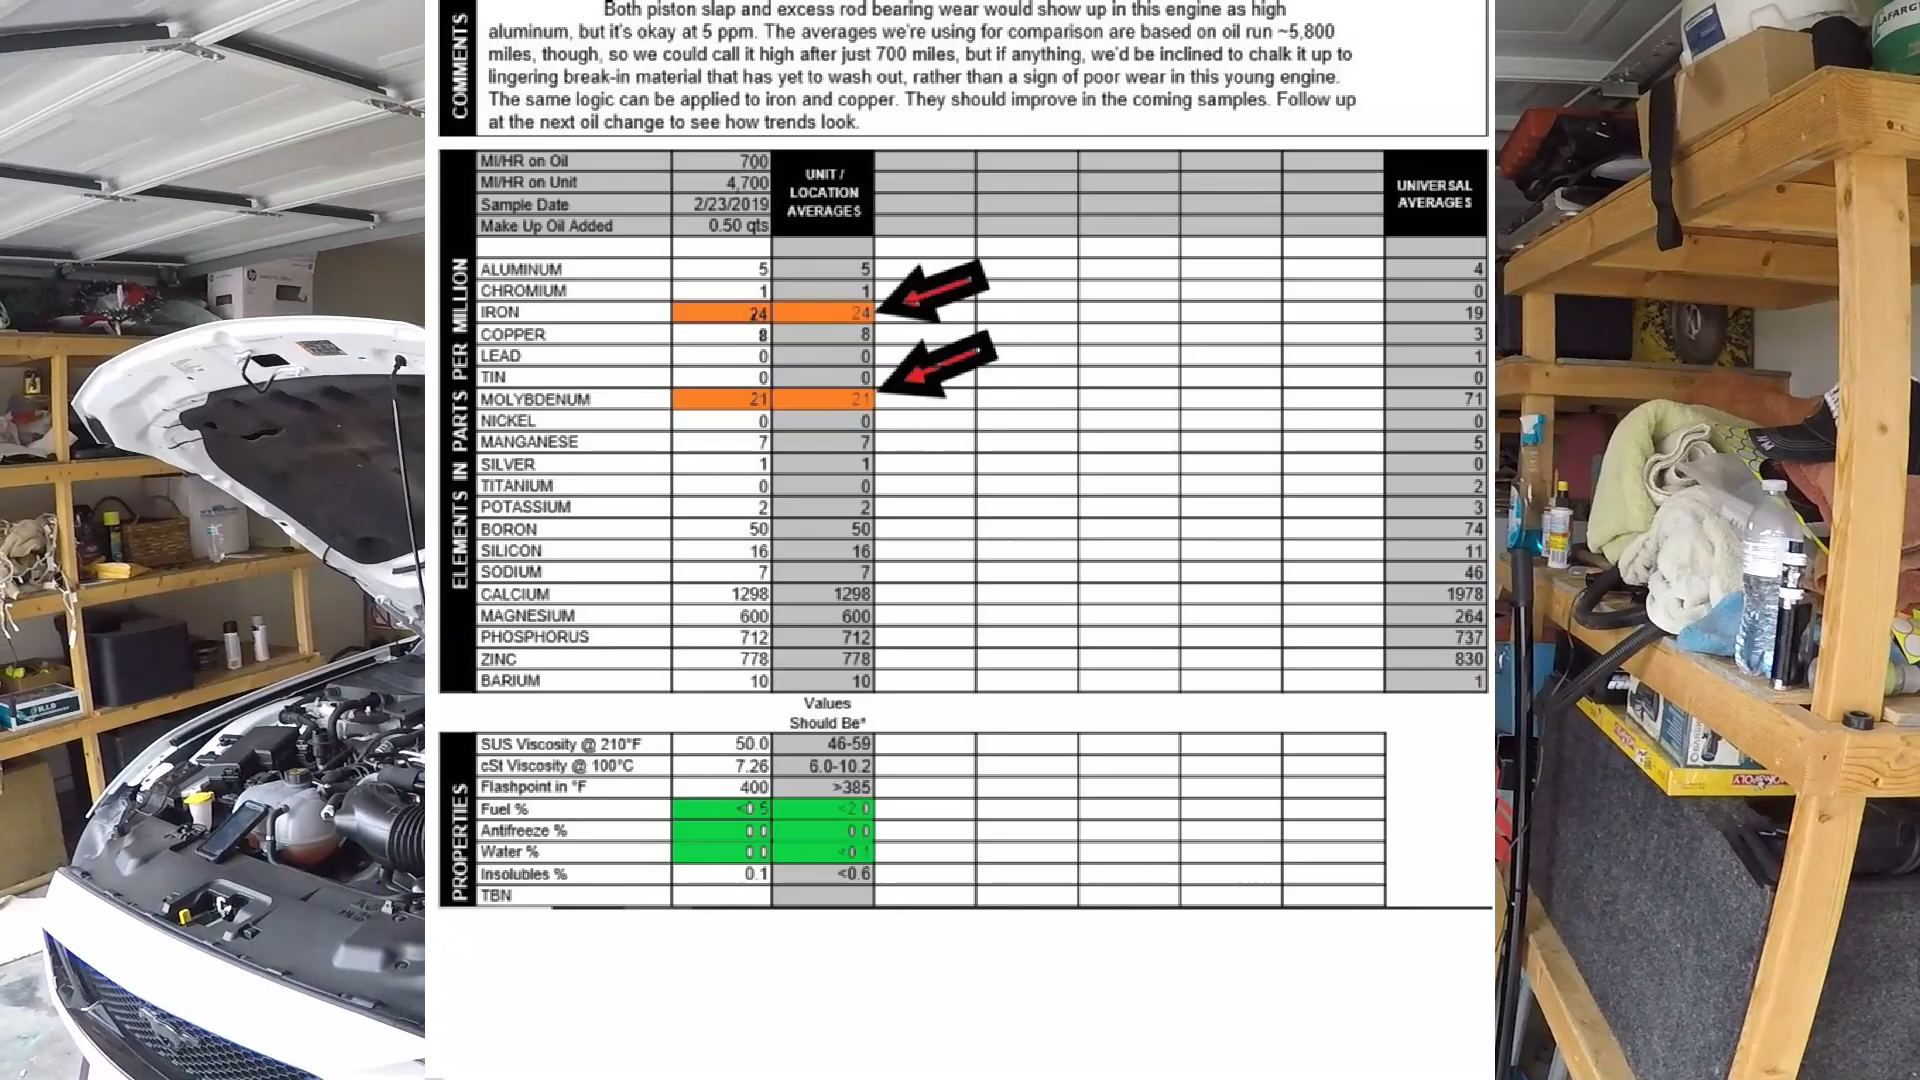 COMMENTS
Both piston slap and excess rod bearing wear would show up in this engine as high
aluminum, but it's okay at 5 ppm. The averages we're using for comparison are based on oil run ~5,800
miles, though, so we could call it high after just 700 miles, but if anything, we'd be inclined to chalk it up to
lingering break-in material that has yet to wash out, rather than a sign of poor wear in this young engine.
The same logic can be applied to iron and copper. They should improve in the coming samples. Follow up
at the next oil change to see how trends look.
MI/HR on Oil 700
MI/HR on Unit 4,700
Sample Date 2/23/2019
Make Up Oil Added 0.50 qts
UNIT /
LOCATION
AVERAGES
UNIVERSAL
AVERAGES
ELEMENTS IN PARTS PER MILLION
ALUMINUM 5 5 4
CHROMIUM 1 1 0
IRON 24 24 19
COPPER 8 8 3
LEAD 0 0 1
TIN 0 0 0
MOLYBDENUM 21 21 71
NICKEL 0 0 0
MANGANESE 7 7 5
SILVER 1 1 0
TITANIUM 0 0 2
POTASSIUM 2 2 3
BORON 50 50 74
SILICON 16 16 11
SODIUM 7 7 46
CALCIUM 1298 1298 1978
MAGNESIUM 600 600 264
PHOSPHORUS 712 712 737
ZINC 778 778 830
BARIUM 10 10 1
Values
Should Be*
PROPERTIES
SUS Viscosity @ 210°F 50.0 46-59
cSt Viscosity @ 100°C 7.26 6.0-10.2
Flashpoint in °F 400 >385
Fuel % <0.5 <2.0
Antifreeze % 0.0 0.0
Water % 0.0 <0.1
Insolubles % 0.1 <0.6
TBN
hp
LAFARGE